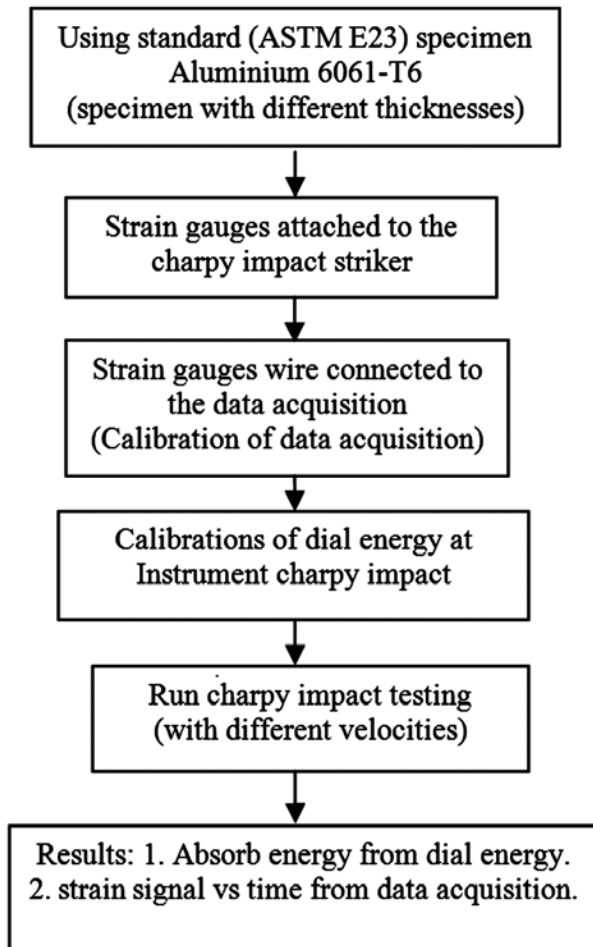 Using standard (ASTM E23) specimen
Aluminium 6061-T6
(specimen with different thicknesses)
Strain gauges attached to the
charpy impact striker
Strain gauges wire connected to
the data acquisition
(Calibration of data acquisition)
Calibrations of dial energy at
Instrument charpy impact
Run charpy impact testing
(with different velocities)
Results: 1. Absorb energy from dial energy.
2. strain signal vs time from data acquisition.